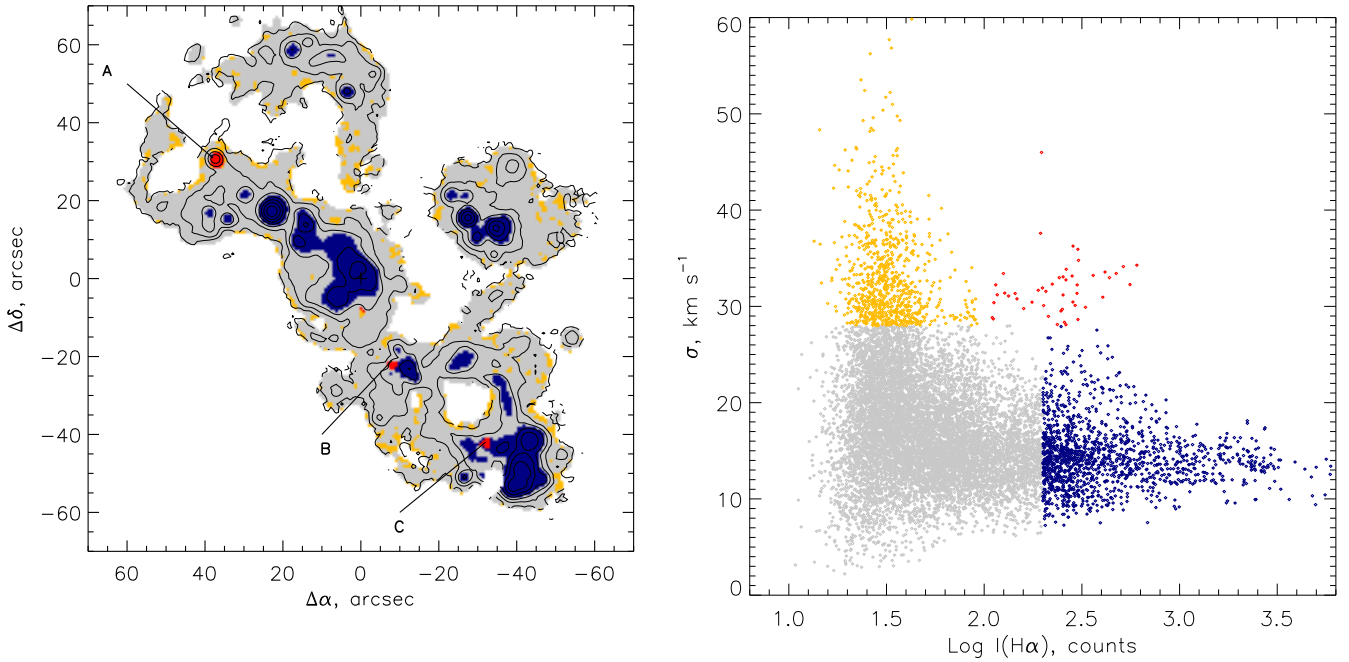 60
40
20
0
−20
−40
−60
Δδ, arcsec
A
B
C
60 40 20 0 −20 −40 −60
Δα, arcsec
60
50
40
30
20
10
0
σ, km s⁻¹
1.0 1.5 2.0 2.5 3.0 3.5
Log I(Hα), counts